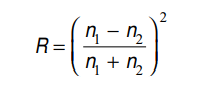 R = ( (n₁ − n₂) / (n₁ + n₂) )²